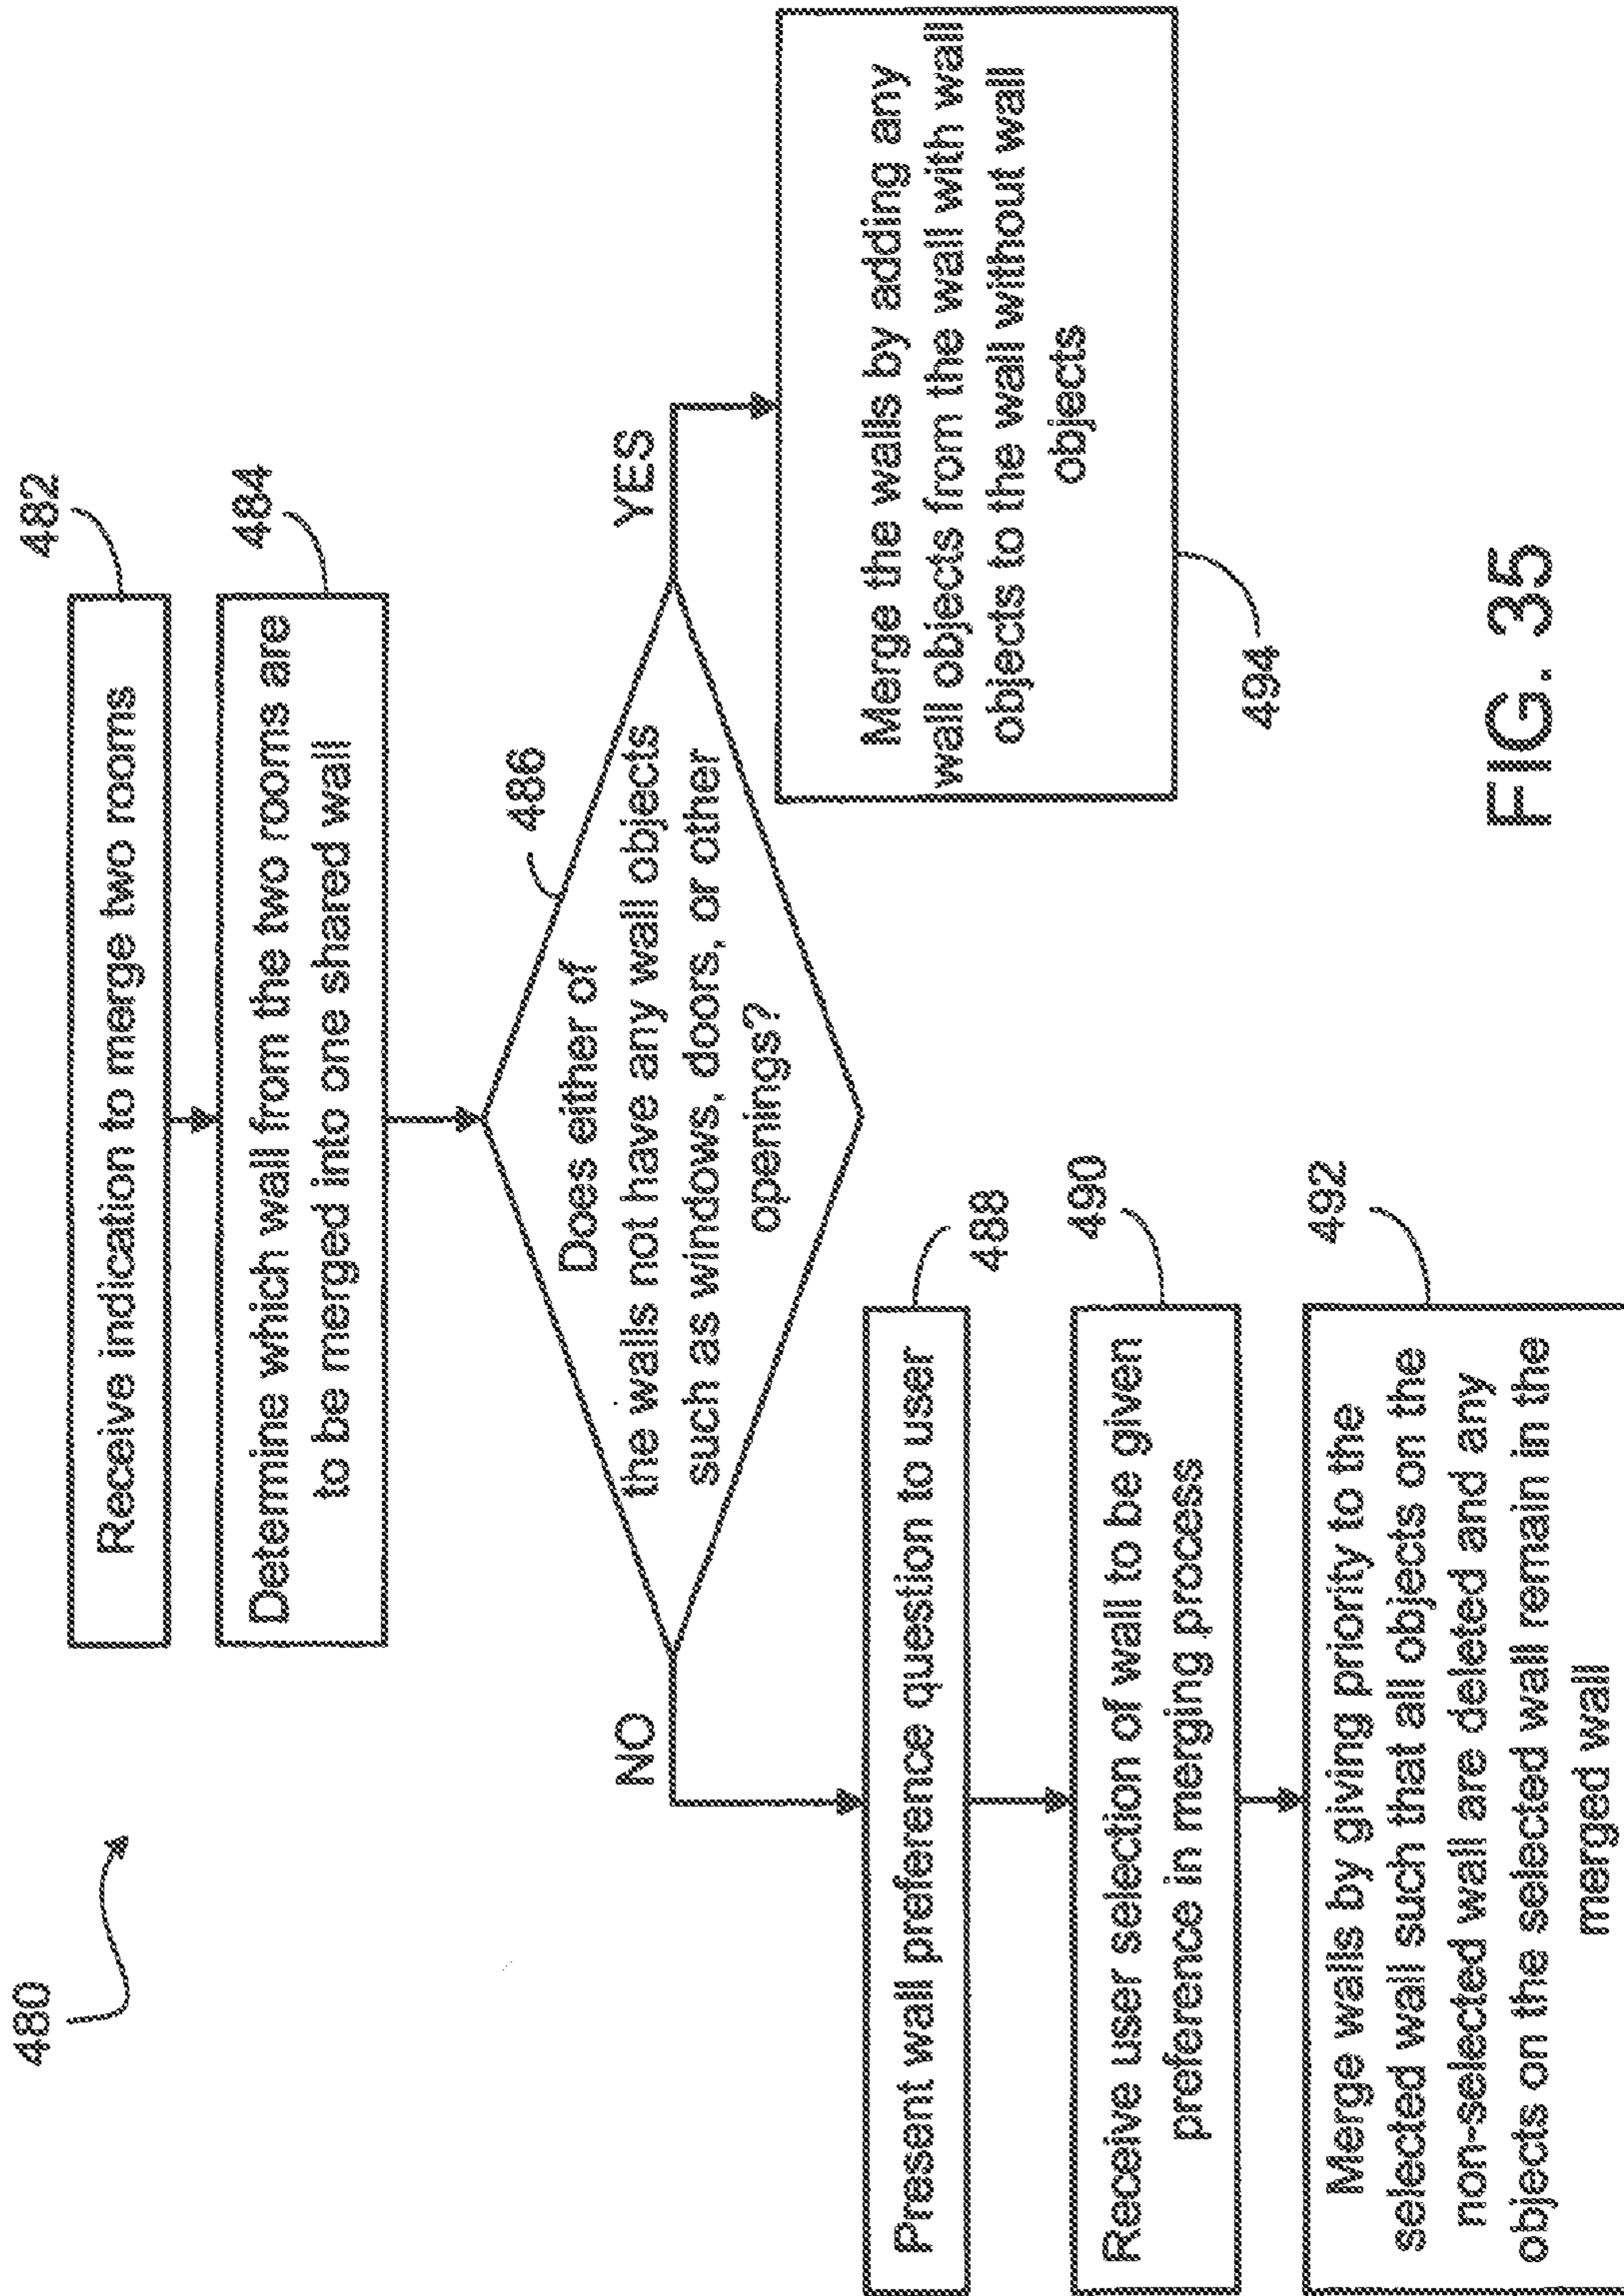 480
Receive indication to merge two rooms
482
Determine which wall from the two rooms are
to be merged into one shared wall
484
Does either of
the walls not have any wall objects
such as windows, doors, or other
openings?
486
NO
YES
Present wall preference question to user
488
Receive user selection of wall to be given
preference in merging process
490
Merge walls by giving priority to the
selected wall such that all objects on the
non-selected wall are deleted and any
objects on the selected wall remain in the
merged wall
492
Merge the walls by adding any
wall objects from the wall with wall
objects to the wall without wall
objects
494
FIG. 35